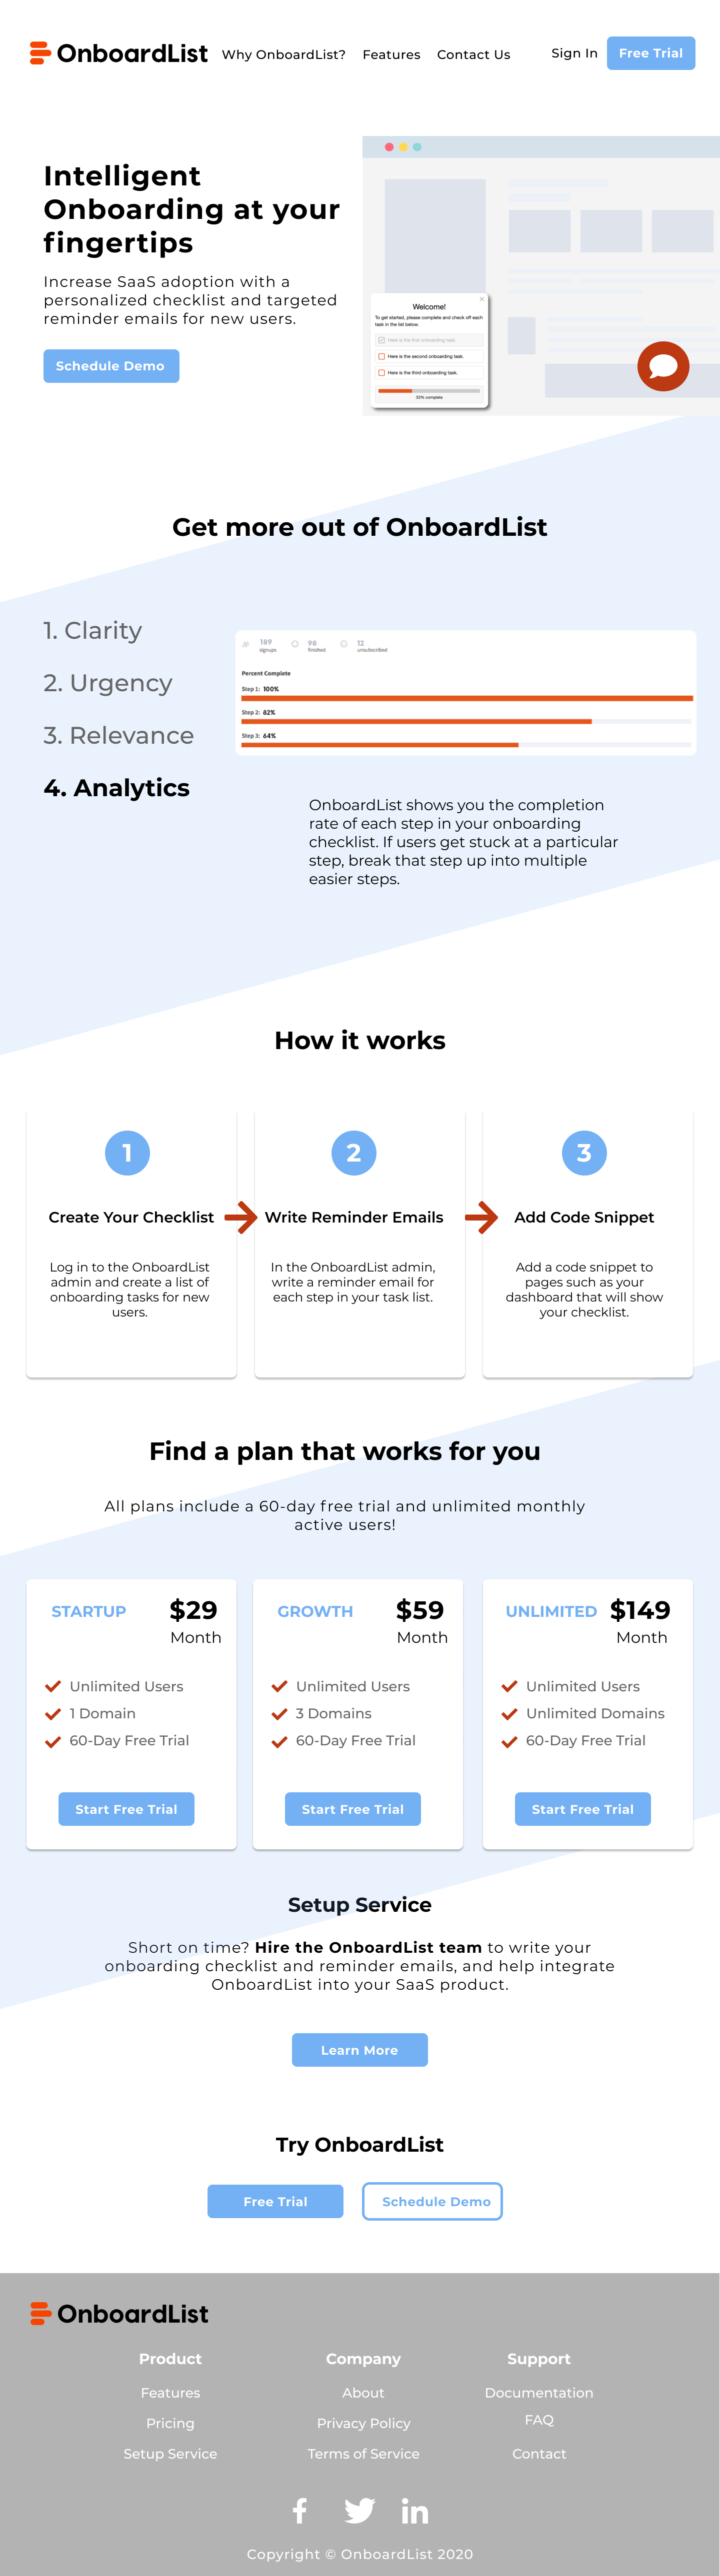 OnboardList
Why OnboardList? Features Contact Us
Sign In
Free Trial
Intelligent
Onboarding at your
fingertips
Increase SaaS adoption with a
personalized checklist and targeted
reminder emails for new users.
Schedule Demo
Welcome!
To get started, please complete and check off each
task in the list below.
Here is the first onboarding task.
Here is the second onboarding task.
Here is the third onboarding task.
33% complete
Get more out of OnboardList
1. Clarity
2. Urgency
3. Relevance
4. Analytics
189 signups
98 finished
12 unsubscribed
Percent Complete
Step 1: 100%
Step 2: 82%
Step 3: 64%
OnboardList shows you the completion
rate of each step in your onboarding
checklist. If users get stuck at a particular
step, break that step up into multiple
easier steps.
How it works
1
Create Your Checklist
Log in to the OnboardList
admin and create a list of
onboarding tasks for new
users.
2
Write Reminder Emails
In the OnboardList admin,
write a reminder email for
each step in your task list.
3
Add Code Snippet
Add a code snippet to
pages such as your
dashboard that will show
your checklist.
Find a plan that works for you
All plans include a 60-day free trial and unlimited monthly
active users!
STARTUP $29
Month
Unlimited Users
1 Domain
60-Day Free Trial
Start Free Trial
GROWTH $59
Month
Unlimited Users
3 Domains
60-Day Free Trial
Start Free Trial
UNLIMITED $149
Month
Unlimited Users
Unlimited Domains
60-Day Free Trial
Start Free Trial
Setup Service
Short on time? Hire the OnboardList team to write your
onboarding checklist and reminder emails, and help integrate
OnboardList into your SaaS product.
Learn More
Try OnboardList
Free Trial
Schedule Demo
OnboardList
Product
Features
Pricing
Setup Service
Company
About
Privacy Policy
Terms of Service
Support
Documentation
FAQ
Contact
Copyright © OnboardList 2020